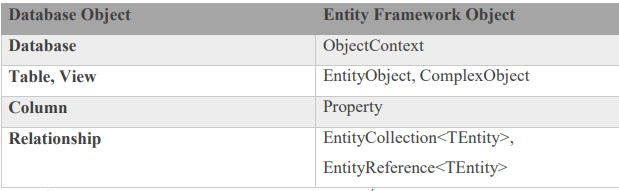 Database Object Entity Framework Object
Database ObjectContext
Table, View EntityObject, ComplexObject
Column Property
Relationship EntityCollection<TEntity>,
EntityReference<TEntity>